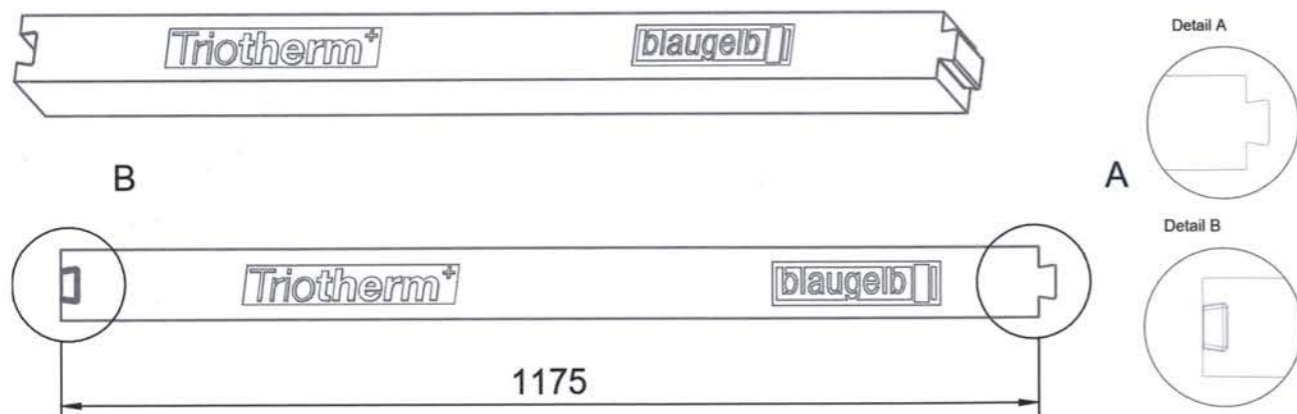 Triotherm+
blaugelb
Detail A
B
A
Detail B
Triotherm+
blaugelb
1175